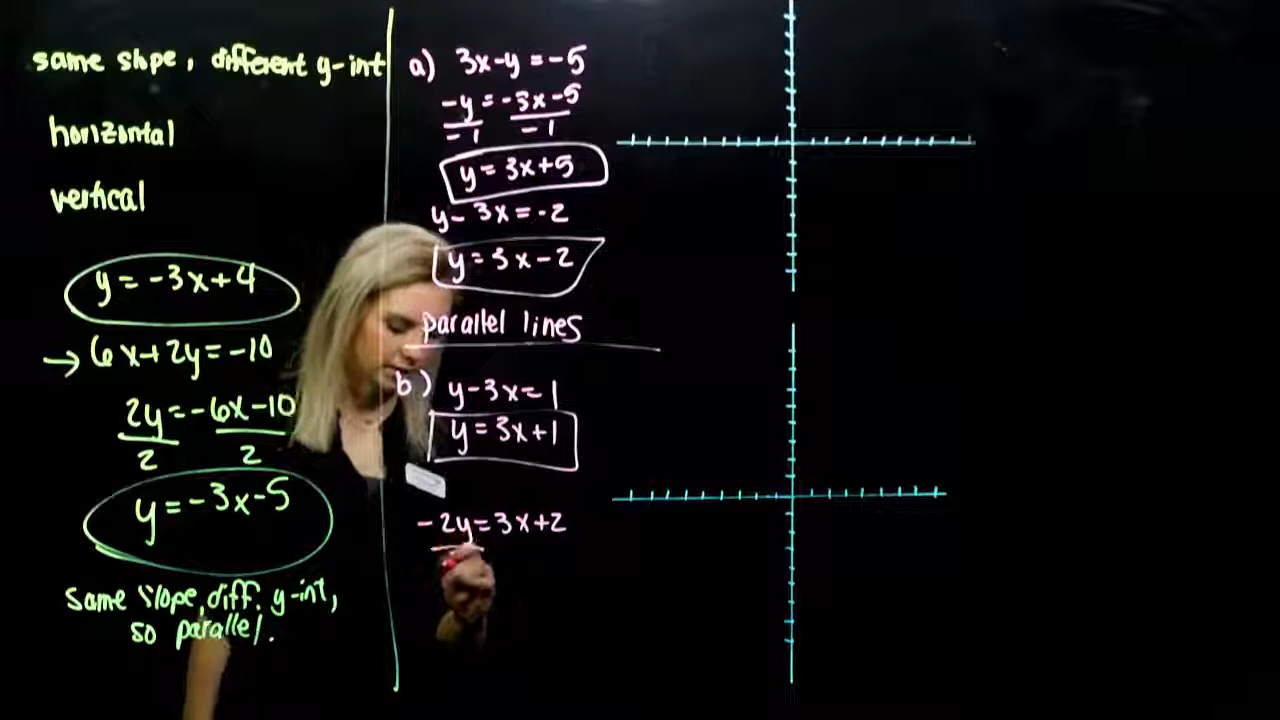 same slope, different y-int
horizontal
vertical
y = -3x+4
→ 6x+2y = -10
2y = -6x-10
2 2
y = -3x-5
same slope, diff. y-int,
so parallel.
a) 3x-y = -5
-y = -3x-5
-1 -1
y = 3x+5
y-3x = -2
y = 3x-2
parallel lines
b) y-3x = 1
y = 3x+1
-2y = 3x+2